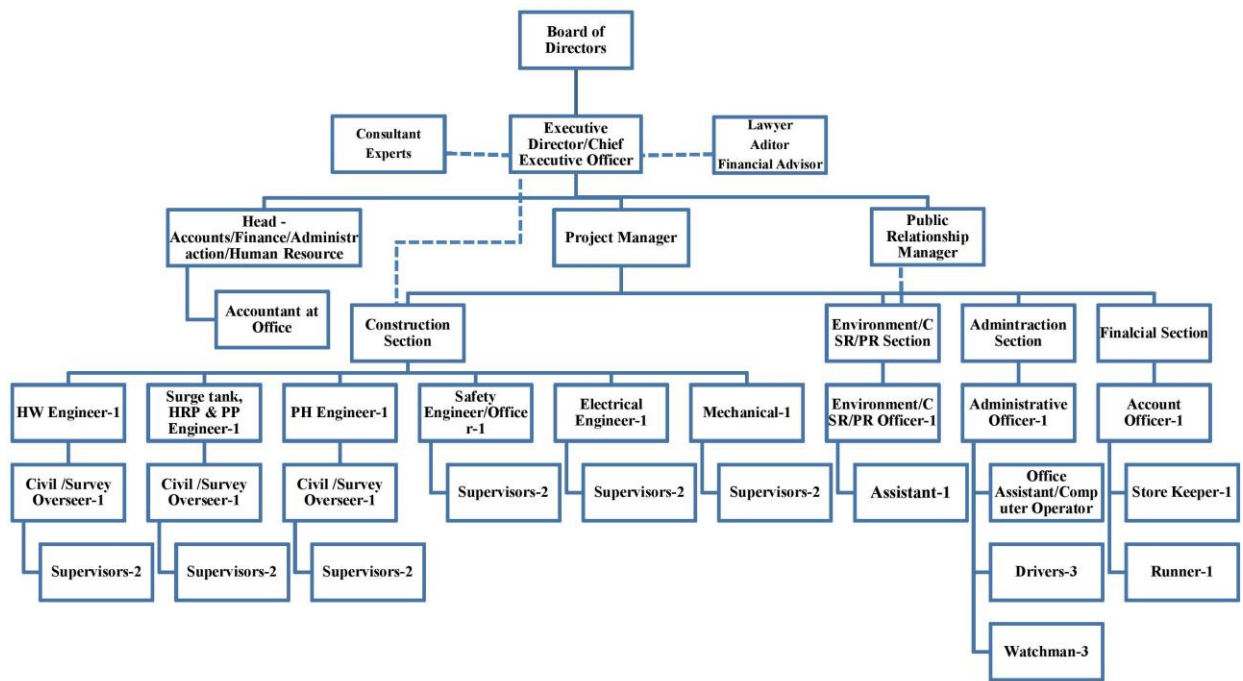 Board of
Directors
Consultant
Experts
Executive
Director/Chief
Executive Officer
Lawyer
Aditor
Financial Advisor
Head -
Accounts/Finance/Administr
action/Human Resource
Project Manager
Public
Relationship
Manager
Accountant at
Office
Construction
Section
Environment/C
SR/PR Section
Admintraction
Section
Finalcial Section
HW Engineer-1
Surge tank,
HRP & PP
Engineer-1
PH Engineer-1
Safety
Engineer/Office
r-1
Electrical
Engineer-1
Mechanical-1
Environment/C
SR/PR Officer-1
Administrative
Officer-1
Account
Officer-1
Civil /Survey
Overseer-1
Civil /Survey
Overseer-1
Civil /Survey
Overseer-1
Supervisors-2
Supervisors-2
Supervisors-2
Assistant-1
Office
Assistant/Comp
uter Operator
Store Keeper-1
Supervisors-2
Supervisors-2
Supervisors-2
Drivers-3
Runner-1
Watchman-3